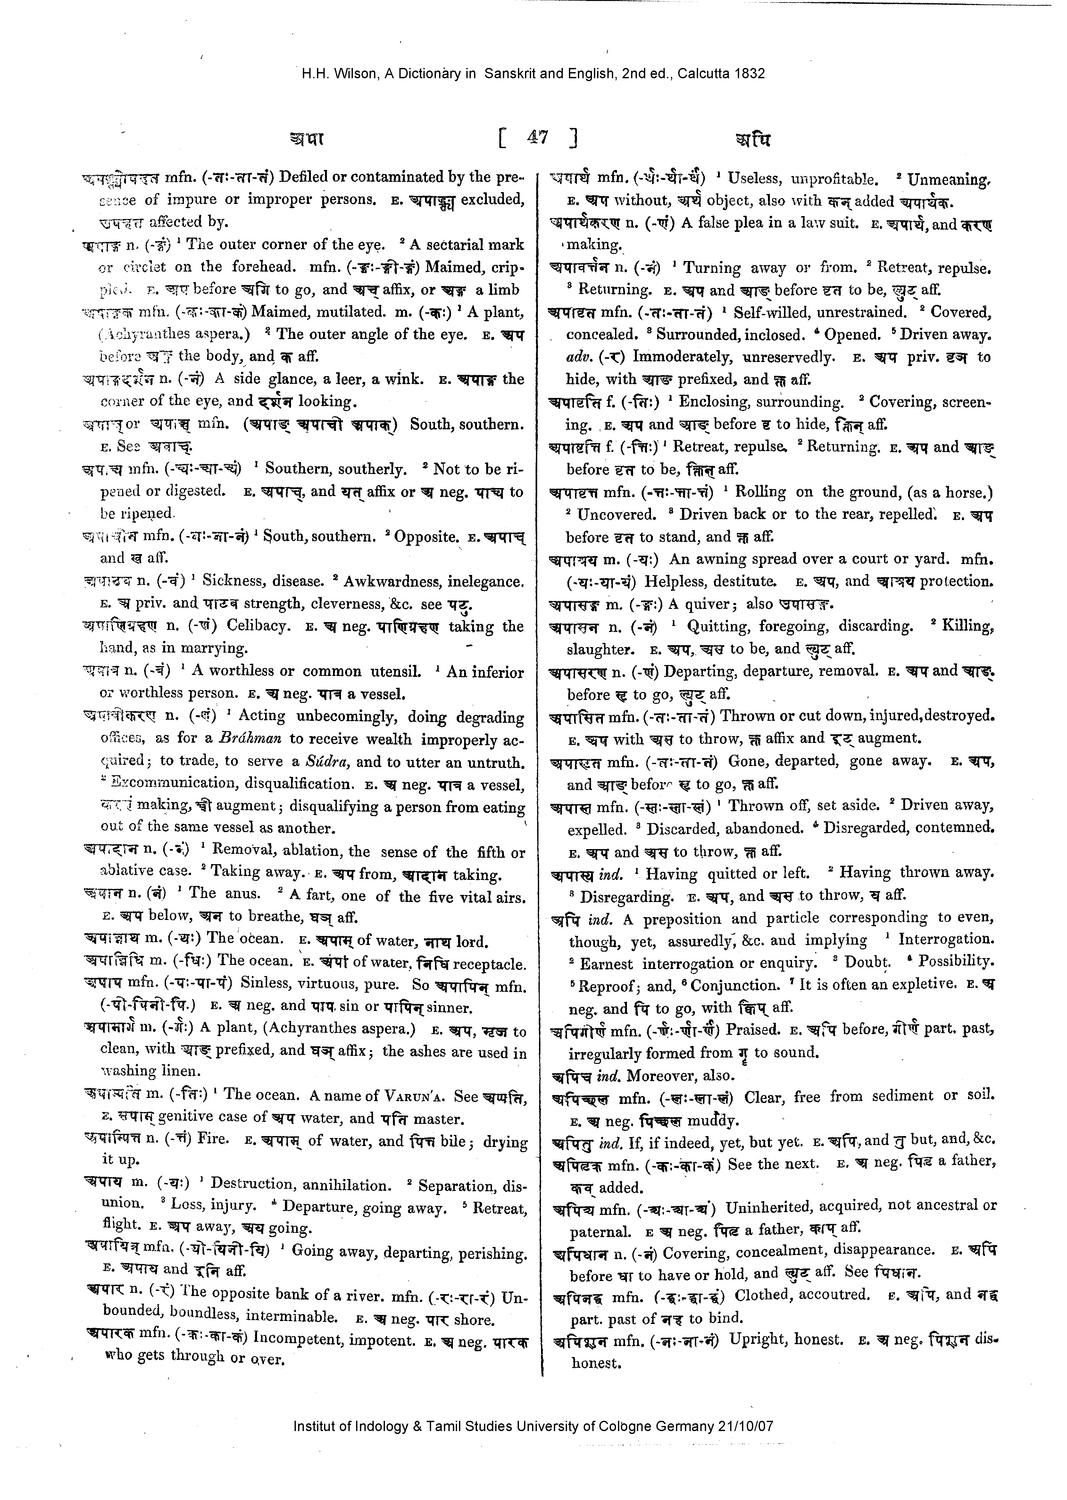 H.H. Wilson, A Dictionary in Sanskrit and English, 2nd ed., Calcutta 1832
अपा
[ 47 ]
अपि
mfn. (-तः-ता-तं) Defiled or contaminated by the pre-
sence of impure or improper persons. E. अपाङ्क्त्य excluded,
उपहत affected by.
अपाङ्ग n. (-ङ्गं) ¹ The outer corner of the eye. ² A sectarial mark
or circlet on the forehead. mfn. (-ङ्गः-ङ्गी-ङ्गं) Maimed, crip-
pled. E. अप before अगि to go, and अच् affix, or अङ्ग a limb
अपाङ्गक mfn. (-कः-का-कं) Maimed, mutilated. m. (-कः) ¹ A plant,
(Achyranthes aspera.) ² The outer angle of the eye. E. अप
before अङ्ग the body, and क aff.
अपाङ्गदर्शन n. (-नं) A side glance, a leer, a wink. E. अपाङ्ग the
corner of the eye, and दर्शन looking.
अपाच् or अपाञ्च् mfn. (अपाङ् अपाची अपाक्) South, southern.
E. See अवाच्.
अपाच्य mfn. (-च्यः-च्या-च्यं) ¹ Southern, southerly. ² Not to be ri-
pened or digested. E. अपाच्, and यत् affix or अ neg. पाच्य to
be ripened.
अपाचीन mfn. (-नः-ना-नं) ¹ South, southern. ² Opposite. E. अपाच्
and ख aff.
अपाटव n. (-वं) ¹ Sickness, disease. ² Awkwardness, inelegance.
E. अ priv. and पाटव strength, cleverness, &c. see पटु.
अपाणिग्रहण n. (-णं) Celibacy. E. अ neg. पाणिग्रहण taking the
hand, as in marrying.
अपात्र n. (-त्रं) ¹ A worthless or common utensil. ¹ An inferior
or worthless person. E. अ neg. पात्र a vessel.
अपात्रीकरण n. (-णं) ¹ Acting unbecomingly, doing degrading
offices, as for a Bráhman to receive wealth improperly ac-
quired; to trade, to serve a Súdra, and to utter an untruth.
² Excommunication, disqualification. E. अ neg. पात्र a vessel,
करण making, च्वी augment; disqualifying a person from eating
out of the same vessel as another.
अपादान n. (-नं) ¹ Removal, ablation, the sense of the fifth or
ablative case. ² Taking away. E. अप from, आदान taking.
अपान n. (नं) ¹ The anus. ² A fart, one of the five vital airs.
E. अप below, अन to breathe, घञ् aff.
अपान्नाथ m. (-थः) The ocean. E. अपाम् of water, नाथ lord.
अपान्निधि m. (-धिः) The ocean. E. अपां of water, निधि receptacle.
अपाप mfn. (-पः-पा-पं) Sinless, virtuous, pure. So अपापिन् mfn.
(-पी-पिनी-पि.) E. अ neg. and पाप sin or पापिन् sinner.
अपामार्ग m. (-र्गः) A plant, (Achyranthes aspera.) E. अप, मृज to
clean, with आङ् prefixed, and घञ् affix; the ashes are used in
washing linen.
अपाम्पति m. (-तिः) ¹ The ocean. A name of VARUN'A. See अप्पति,
E. अपाम् genitive case of अप water, and पति master.
अपाम्पित्त n. (-त्तं) Fire. E. अपाम् of water, and पित्त bile; drying
it up.
अपाय m. (-यः) ¹ Destruction, annihilation. ² Separation, dis-
union. ³ Loss, injury. ⁴ Departure, going away. ⁵ Retreat,
flight. E. अप away, अय going.
अपायिन् mfn. (-यी-यिनी-यि) ¹ Going away, departing, perishing.
E. अपाय and इनि aff.
अपार n. (-रं) The opposite bank of a river. mfn. (-रः-रा-रं) Un-
bounded, boundless, interminable. E. अ neg. पार shore.
अपारक mfn. (-कः-का-कं) Incompetent, impotent. E. अ neg. पारक
who gets through or over.
अपार्थ mfn. (-र्थः-र्था-र्थं) ¹ Useless, unprofitable. ² Unmeaning.
E. अप without, अर्थ object, also with कन् added अपार्थक.
अपार्थकरण n. (-णं) A false plea in a law suit. E. अपार्थ, and करण
making.
अपावर्त्तन n. (-नं) ¹ Turning away or from. ² Retreat, repulse.
³ Returning. E. अप and आङ् before वृत to be, ल्युट् aff.
अपावृत mfn. (-तः-ता-तं) ¹ Self-willed, unrestrained. ² Covered,
concealed. ³ Surrounded, inclosed. ⁴ Opened. ⁵ Driven away.
adv. (-र) Immoderately, unreservedly. E. अप priv. वृञ् to
hide, with आङ् prefixed, and क्त aff.
अपावृति f. (-तिः) ¹ Enclosing, surrounding. ² Covering, screen-
ing. E. अप and आङ् before वृ to hide, क्तिन् aff.
अपावृत्ति f. (-त्तिः) ¹ Retreat, repulse. ² Returning. E. अप and आङ्
before वृत to be, क्तिन् aff.
अपावृत्त mfn. (-त्तः-त्ता-त्तं) ¹ Rolling on the ground, (as a horse.)
² Uncovered. ³ Driven back or to the rear, repelled. E. अप
before वृत to stand, and क्त aff.
अपाश्रय m. (-यः) An awning spread over a court or yard. mfn.
(-यः-या-यं) Helpless, destitute. E. अप, and आश्रय protection.
अपासङ्ग m. (-ङ्गः) A quiver; also उपासङ्ग.
अपासन n. (-नं) ¹ Quitting, foregoing, discarding. ² Killing,
slaughter. E. अप, अस to be, and ल्युट् aff.
अपासरण n. (-णं) Departing, departure, removal. E. अप and आङ्.
before सृ to go, ल्युट् aff.
अपासित mfn. (-तः-ता-तं) Thrown or cut down, injured, destroyed.
E. अप with अस to throw, क्त affix and इट् augment.
अपासृत mfn. (-तः-ता-तं) Gone, departed, gone away. E. अप,
and आङ् before सृ to go, क्त aff.
अपास्त mfn. (-स्तः-स्ता-स्तं) ¹ Thrown off, set aside. ² Driven away,
expelled. ³ Discarded, abandoned. ⁴ Disregarded, contemned.
E. अप and अस to throw, क्त aff.
अपास्य ind. ¹ Having quitted or left. ² Having thrown away.
³ Disregarding. E. अप, and अस to throw, य aff.
अपि ind. A preposition and particle corresponding to even,
though, yet, assuredly, &c. and implying ¹ Interrogation.
² Earnest interrogation or enquiry. ³ Doubt. ⁴ Possibility.
⁵ Reproof; and, ⁶ Conjunction. ⁷ It is often an expletive. E. अ
neg. and पि to go, with क्विप् aff.
अपिगीर्ण mfn. (-र्णः-र्णा-र्णं) Praised. E. अपि before, गीर्ण part. past,
irregularly formed from गॄ to sound.
अपिच ind. Moreover, also.
अपिच्छल mfn. (-लः-ला-लं) Clear, free from sediment or soil.
E. अ neg. पिच्छल muddy.
अपितु ind. If, if indeed, yet, but yet. E. अपि, and तु but, and, &c.
अपितृक mfn. (-कः-का-कं) See the next. E. अ neg. पितृ a father,
कन् added.
अपित्र्य mfn. (-त्र्यः-त्र्या-त्र्यं) Uninherited, acquired, not ancestral or
paternal. E अ neg. पितृ a father, काप् aff.
अपिधान n. (-नं) Covering, concealment, disappearance. E. अपि
before धा to have or hold, and ल्युट् aff. See पिधान.
अपिनद्ध mfn. (-द्धः-द्धा-द्धं) Clothed, accoutred. E. अपि, and नद्ध
part. past of नह to bind.
अपिशुन mfn. (-नः-ना-नं) Upright, honest. E. अ neg. पिशुन dis-
honest.
Institut of Indology & Tamil Studies University of Cologne Germany 21/10/07